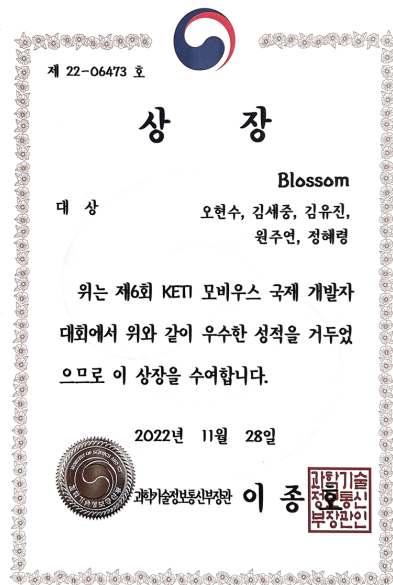 제 22-06473 호
상 장
Blossom
대 상
오현수, 김세중, 김유진,
원주연, 정혜령
위는 제6회 KETI 모비우스 국제 개발자
대회에서 위와 같이 우수한 성적을 거두었
으므로 이 상장을 수여합니다.
2022년 11월 28일
과학기술정보통신부장관 이 종 호
과학기술
정보통신
부장관인